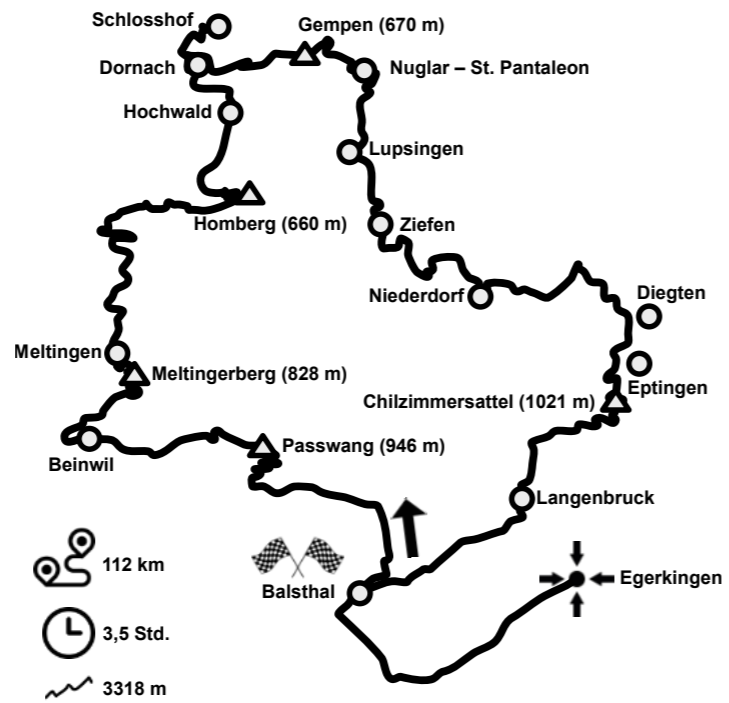 Schlosshof
Gempen (670 m)
Dornach
Nuglar – St. Pantaleon
Hochwald
Lupsingen
Homberg (660 m)
Ziefen
Niederdorf
Diegten
Meltingen
Meltingerberg (828 m)
Eptingen
Chilzimmersattel (1021 m)
Beinwil
Passwang (946 m)
Langenbruck
112 km
Balsthal
Egerkingen
3,5 Std.
3318 m